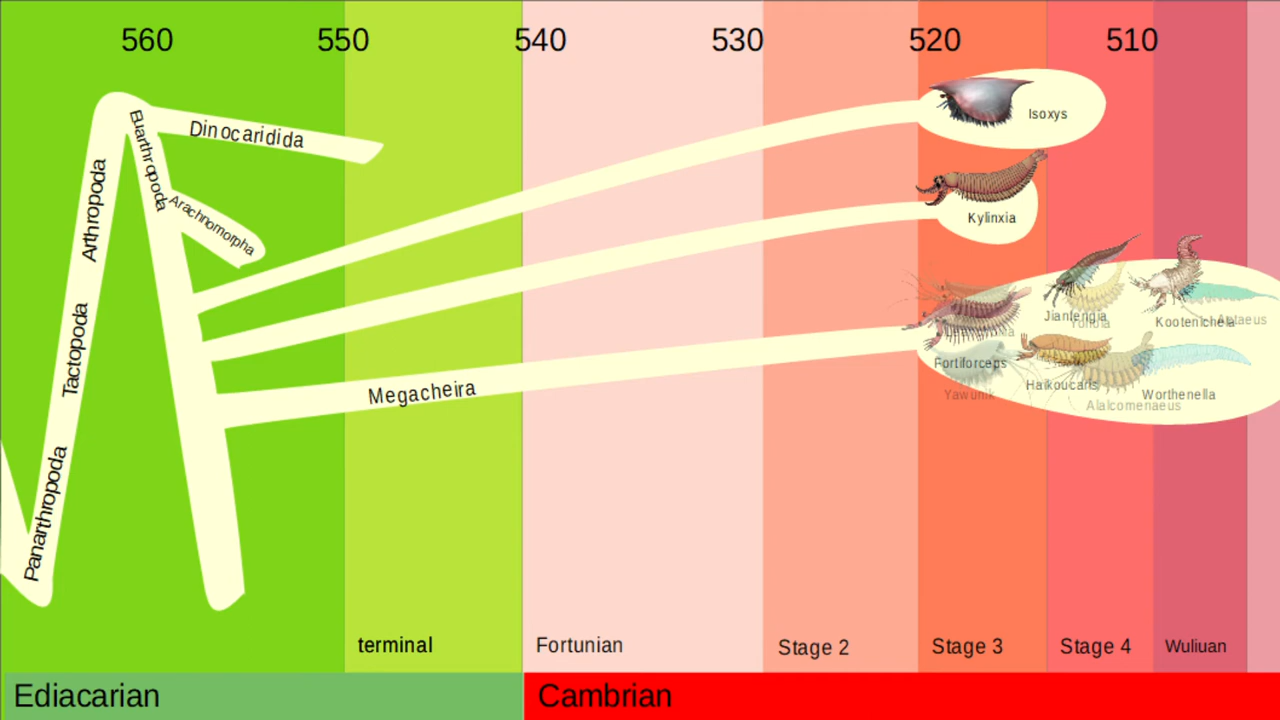 560 550 540 530 520 510
Isoxys
Dinocaridida
Euarthropoda
Arthropoda
Arachnomorpha
Kylinxia
Tactopoda
Jiantengia
Yohoia
Kootenichela
Fortiforceps
Haikoucaris
Worthenella
Yawunik
Alalcomenaeus
Megacheira
Panarthropoda
terminal
Fortunian
Stage 2
Stage 3
Stage 4
Wuliuan
Ediacarian
Cambrian